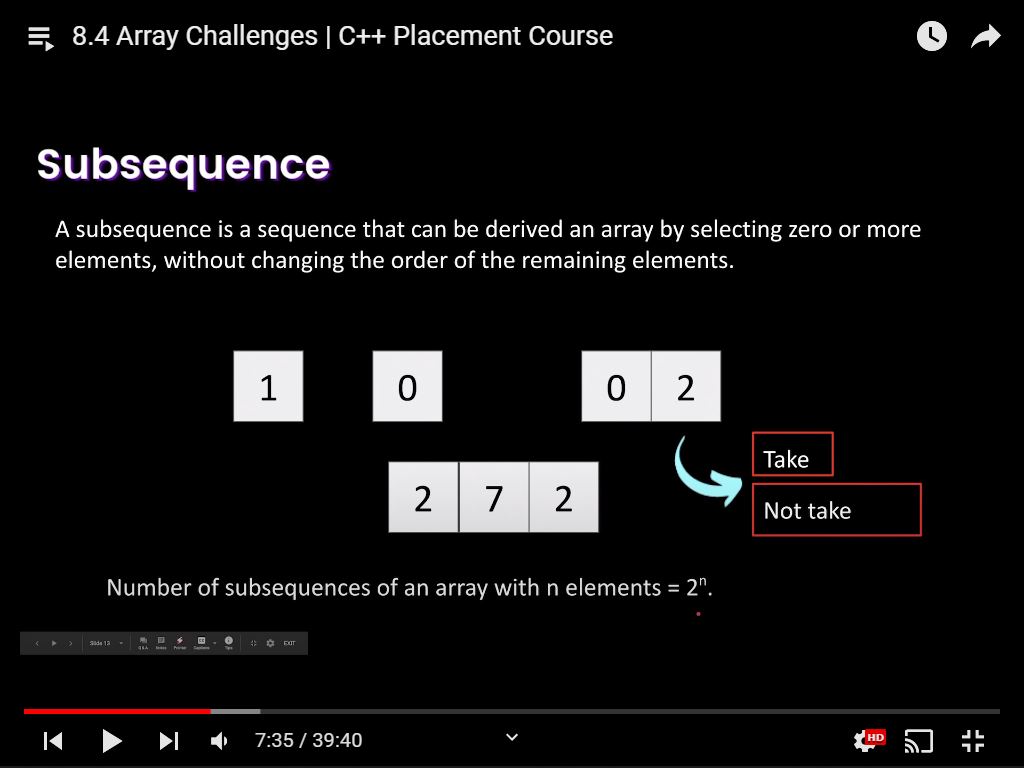 8.4 Array Challenges | C++ Placement Course
Subsequence
A subsequence is a sequence that can be derived an array by selecting zero or more
elements, without changing the order of the remaining elements.
1 0 0 2
Take
2 7 2
Not take
Number of subsequences of an array with n elements = 2ⁿ.
Slide 13 Q&A Notes Pointer Captions Tips EXIT
7:35 / 39:40 HD